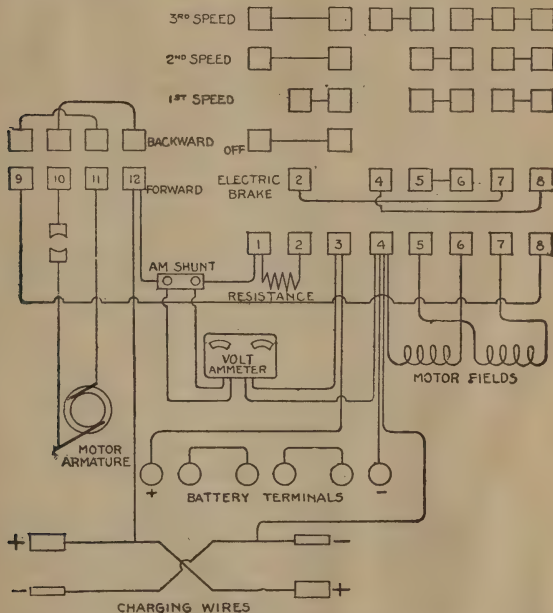 3RD SPEED
2ND SPEED
1ST SPEED
BACKWARD OFF
9 10 11 12 FORWARD ELECTRIC BRAKE 2 4 5 6 7 8
1 2 3 4 5 6 7 8
AM SHUNT
RESISTANCE
VOLT AMMETER
MOTOR FIELDS
MOTOR ARMATURE
+ BATTERY TERMINALS -
+ -
- +
CHARGING WIRES